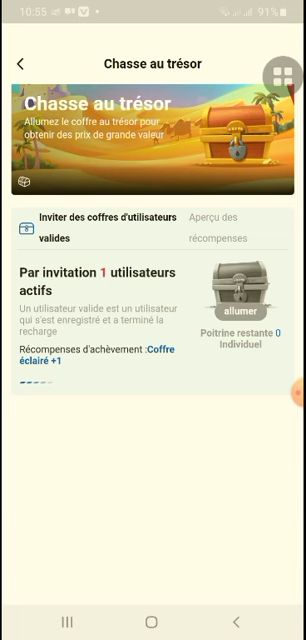 10:55
91%
Chasse au trésor
Chasse au trésor
Allumez le coffre au trésor pour
obtenir des prix de grande valeur
Inviter des coffres d'utilisateurs
valides
Aperçu des
récompenses
Par invitation 1 utilisateurs
actifs
Un utilisateur valide est un utilisateur
qui s'est enregistré et a terminé la
recharge
Récompenses d'achèvement :Coffre
éclairé +1
allumer
Poitrine restante 0
Individuel